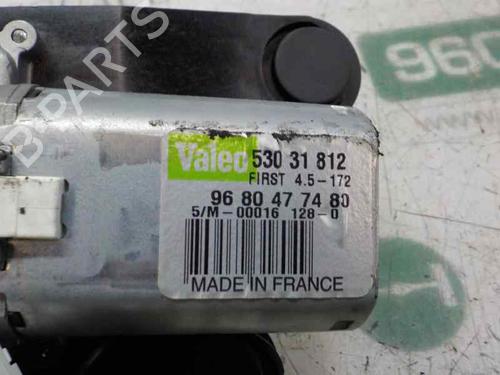 B-PARTS
960
Valeo 530 31 812
FIRST 4.5-172
96 80 47 74 80
5/M-00016 128-0
MADE IN FRANCE